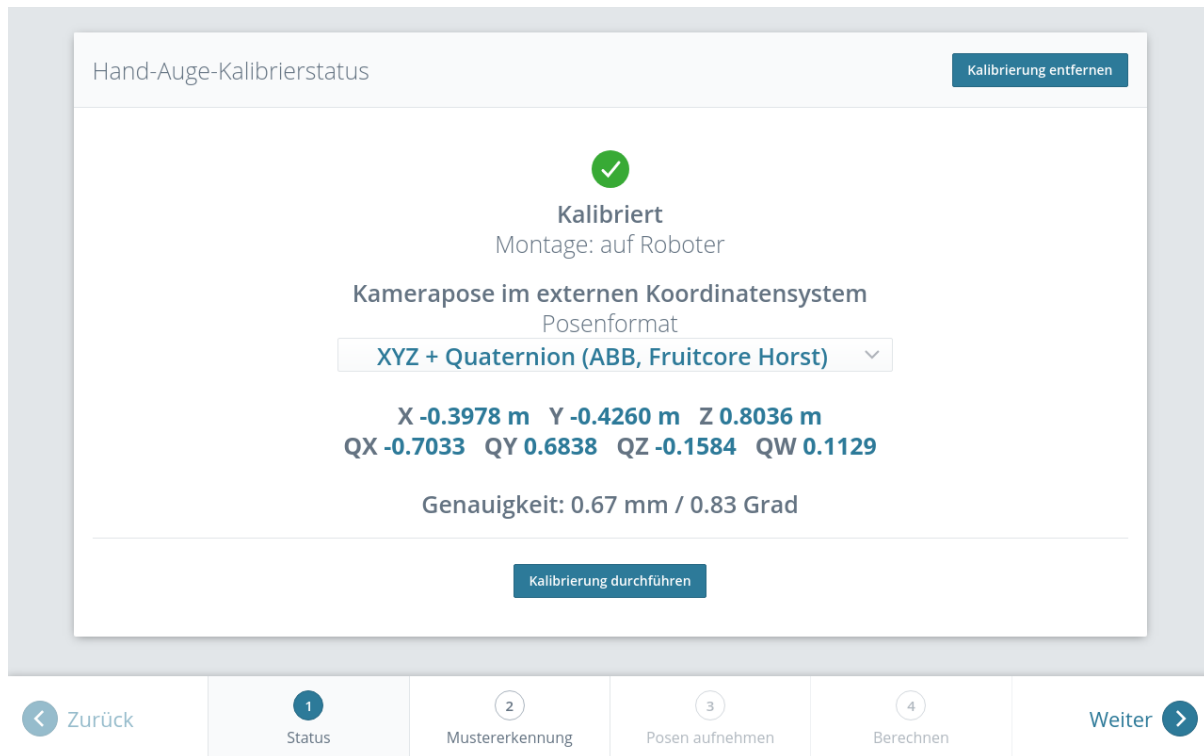 Hand-Auge-Kalibrierstatus
Kalibrierung entfernen
Kalibriert
Montage: auf Roboter
Kamerapose im externen Koordinatensystem
Posenformat
XYZ + Quaternion (ABB, Fruitcore Horst)
X -0.3978 m Y -0.4260 m Z 0.8036 m
QX -0.7033 QY 0.6838 QZ -0.1584 QW 0.1129
Genauigkeit: 0.67 mm / 0.83 Grad
Kalibrierung durchführen
Zurück
1
Status
2
Mustererkennung
3
Posen aufnehmen
4
Berechnen
Weiter